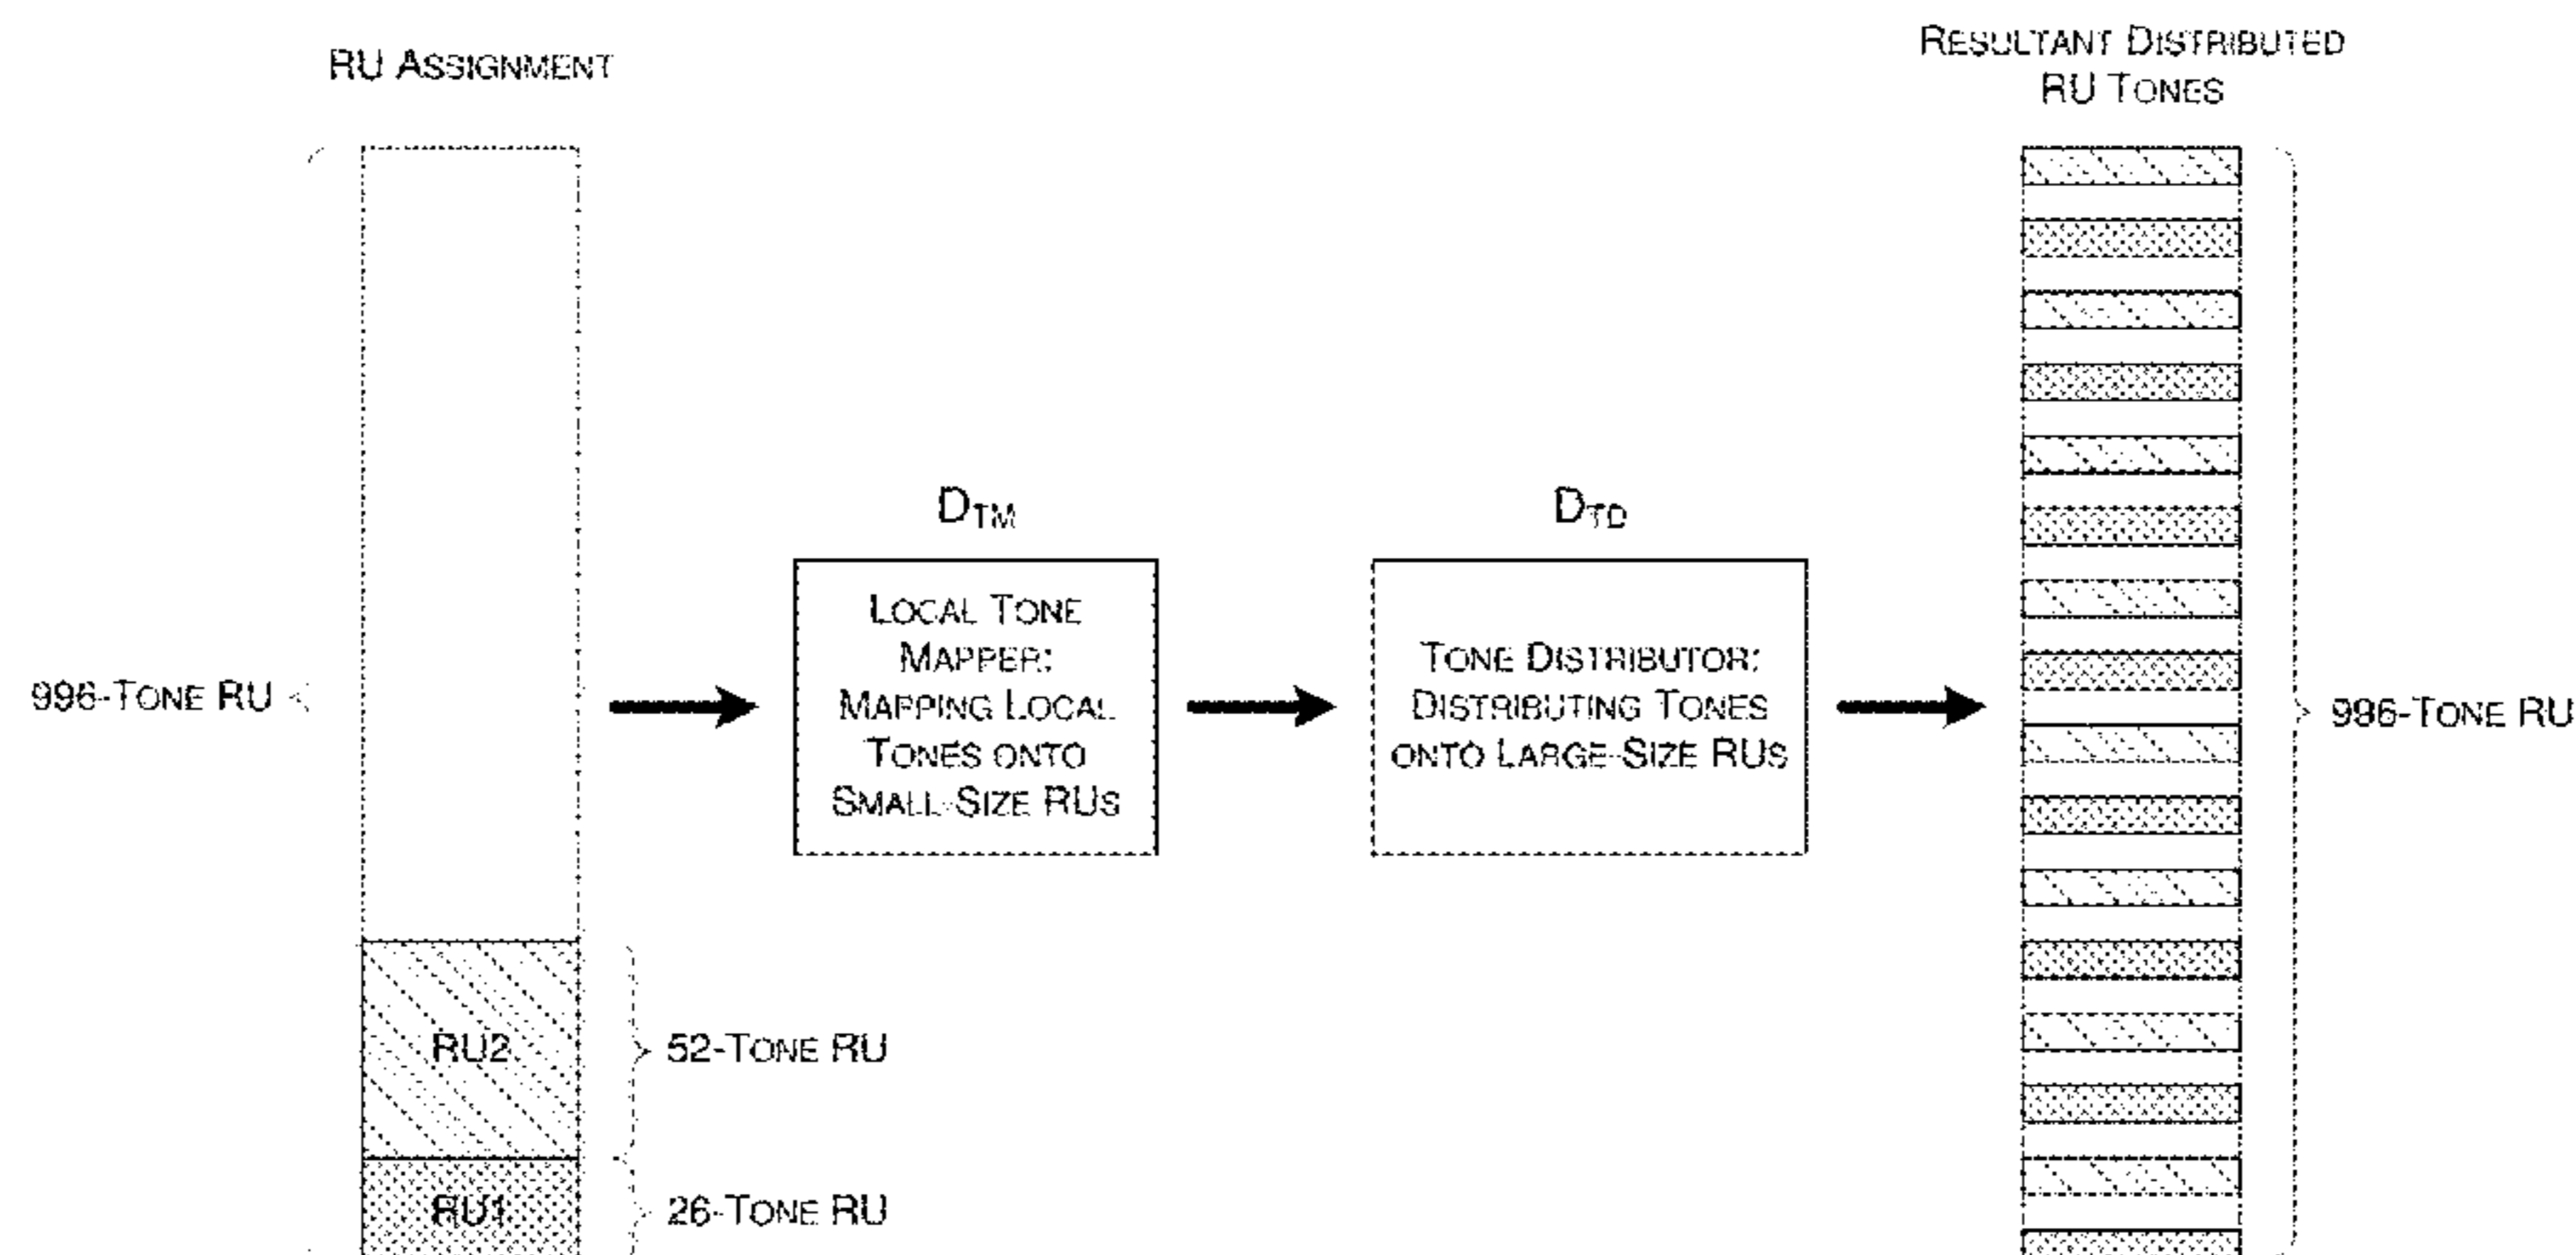 RU ASSIGNMENT
RESULTANT DISTRIBUTED
RU TONES
DTM
DTD
LOCAL TONE
MAPPER:
MAPPING LOCAL
TONES ONTO
SMALL-SIZE RUS
TONE DISTRIBUTOR:
DISTRIBUTING TONES
ONTO LARGE-SIZE RUS
996-TONE RU
996-TONE RU
RU2
52-TONE RU
RU1
26-TONE RU